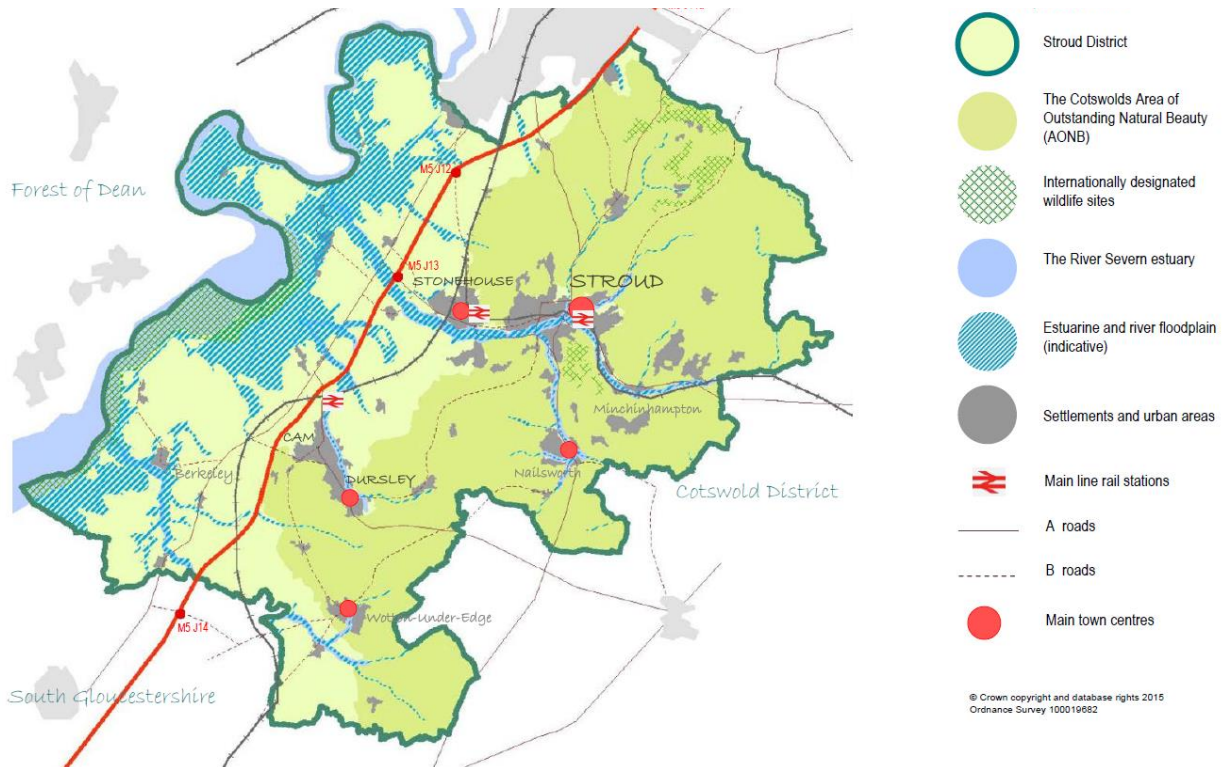 M5 J12
Forest of Dean
M5 J13
STONEHOUSE
STROUD
Minchinhampton
CAM
Berkeley
DURSLEY
Nailsworth
Cotswold District
Wotton-Under-Edge
M5 J14
South Gloucestershire
Stroud District
The Cotswolds Area of
Outstanding Natural Beauty
(AONB)
Internationally designated
wildlife sites
The River Severn estuary
Estuarine and river floodplain
(indicative)
Settlements and urban areas
Main line rail stations
A roads
B roads
Main town centres
© Crown copyright and database rights 2015
Ordnance Survey 100019682